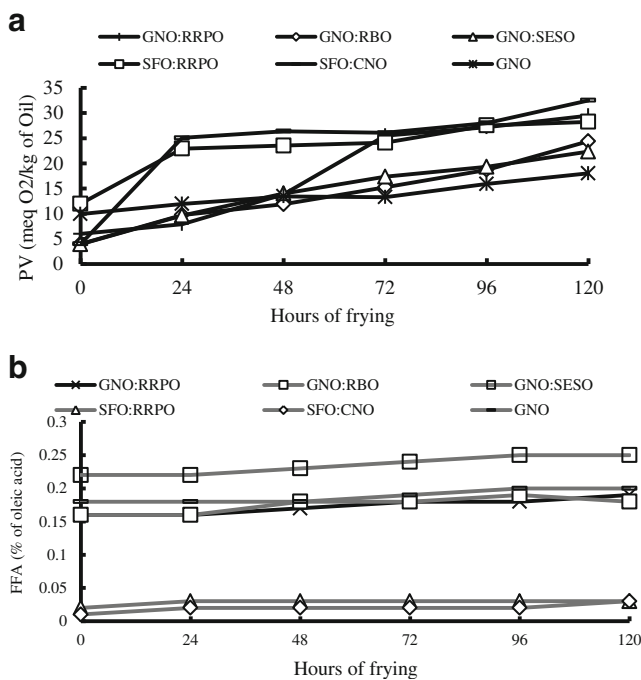 a
GNO:RRPO GNO:RBO GNO:SESO
SFO:RRPO SFO:CNO GNO
35
30
25
20
15
10
5
0
PV (meq O2/kg of Oil)
0 24 48 72 96 120
Hours of frying
b
GNO:RRPO GNO:RBO GNO:SESO
SFO:RRPO SFO:CNO GNO
0.3
0.25
0.2
0.15
0.1
0.05
0
FFA (% of oleic acid)
0 24 48 72 96 120
Hours of frying